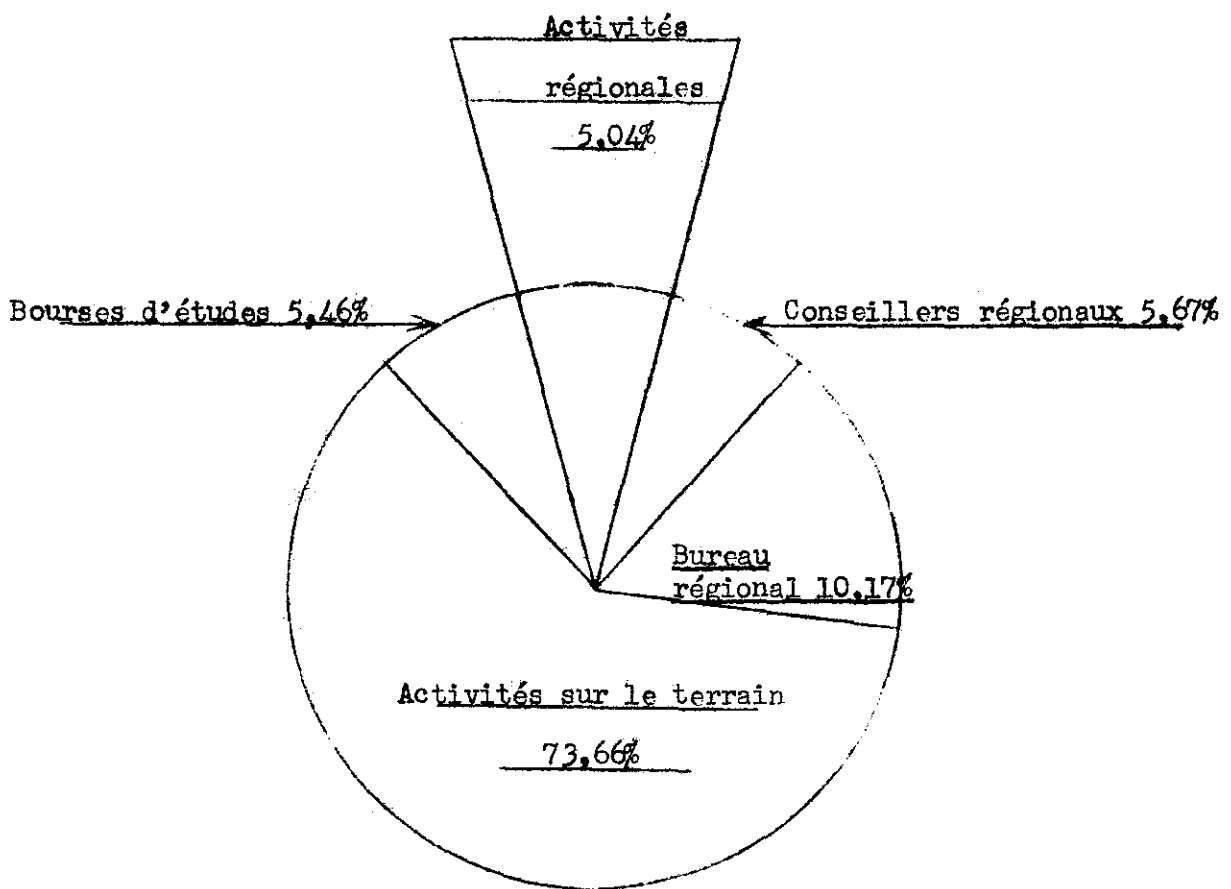 Activités
régionales
5,04%
Bourses d'études 5,46%
Conseillers régionaux 5,67%
Bureau
régional 10,17%
Activités sur le terrain
73,66%